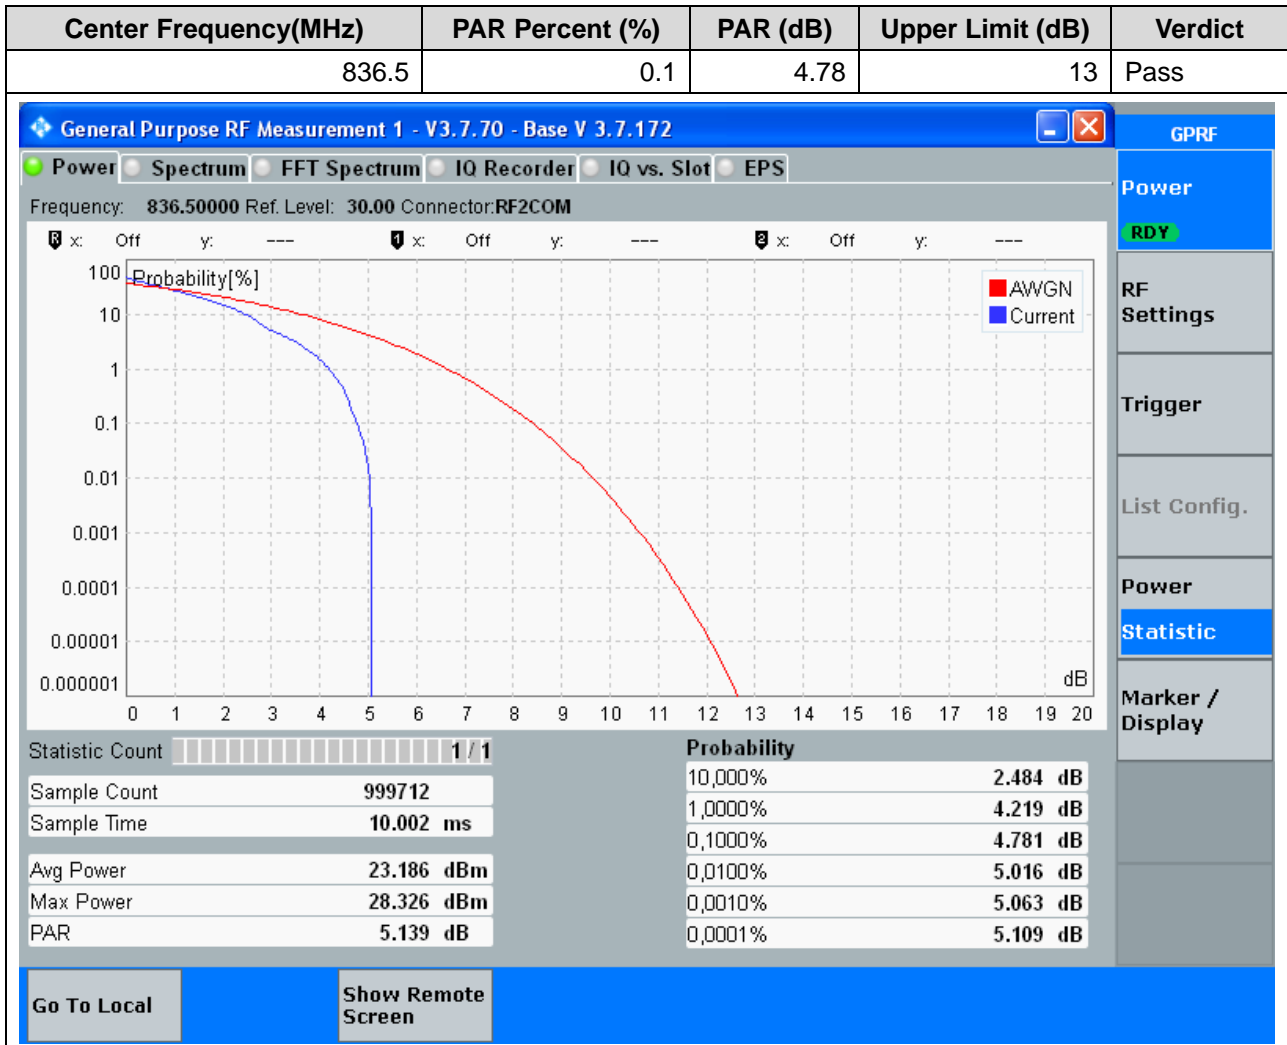 Center Frequency(MHz) PAR Percent (%) PAR (dB) Upper Limit (dB) Verdict
836.5 0.1 4.78 13 Pass
General Purpose RF Measurement 1 - V3.7.70 - Base V 3.7.172
GPRF
Power Spectrum FFT Spectrum IQ Recorder IQ vs. Slot EPS
Power
RDY
Frequency: 836.50000 Ref. Level: 30.00 Connector:RF2COM
R x: Off y: --- 1 x: Off y: --- 2 x: Off y: ---
Probability[%]
AWGN
Current
100
10
1
0.1
0.01
0.001
0.0001
0.00001
0.000001
dB
0 1 2 3 4 5 6 7 8 9 10 11 12 13 14 15 16 17 18 19 20
RF
Settings
Trigger
List Config.
Power
Statistic
Marker /
Display
Statistic Count 1 / 1
Sample Count 999712
Sample Time 10.002 ms
Avg Power 23.186 dBm
Max Power 28.326 dBm
PAR 5.139 dB
Probability
10,000% 2.484 dB
1,0000% 4.219 dB
0,1000% 4.781 dB
0,0100% 5.016 dB
0,0010% 5.063 dB
0,0001% 5.109 dB
Go To Local
Show Remote
Screen